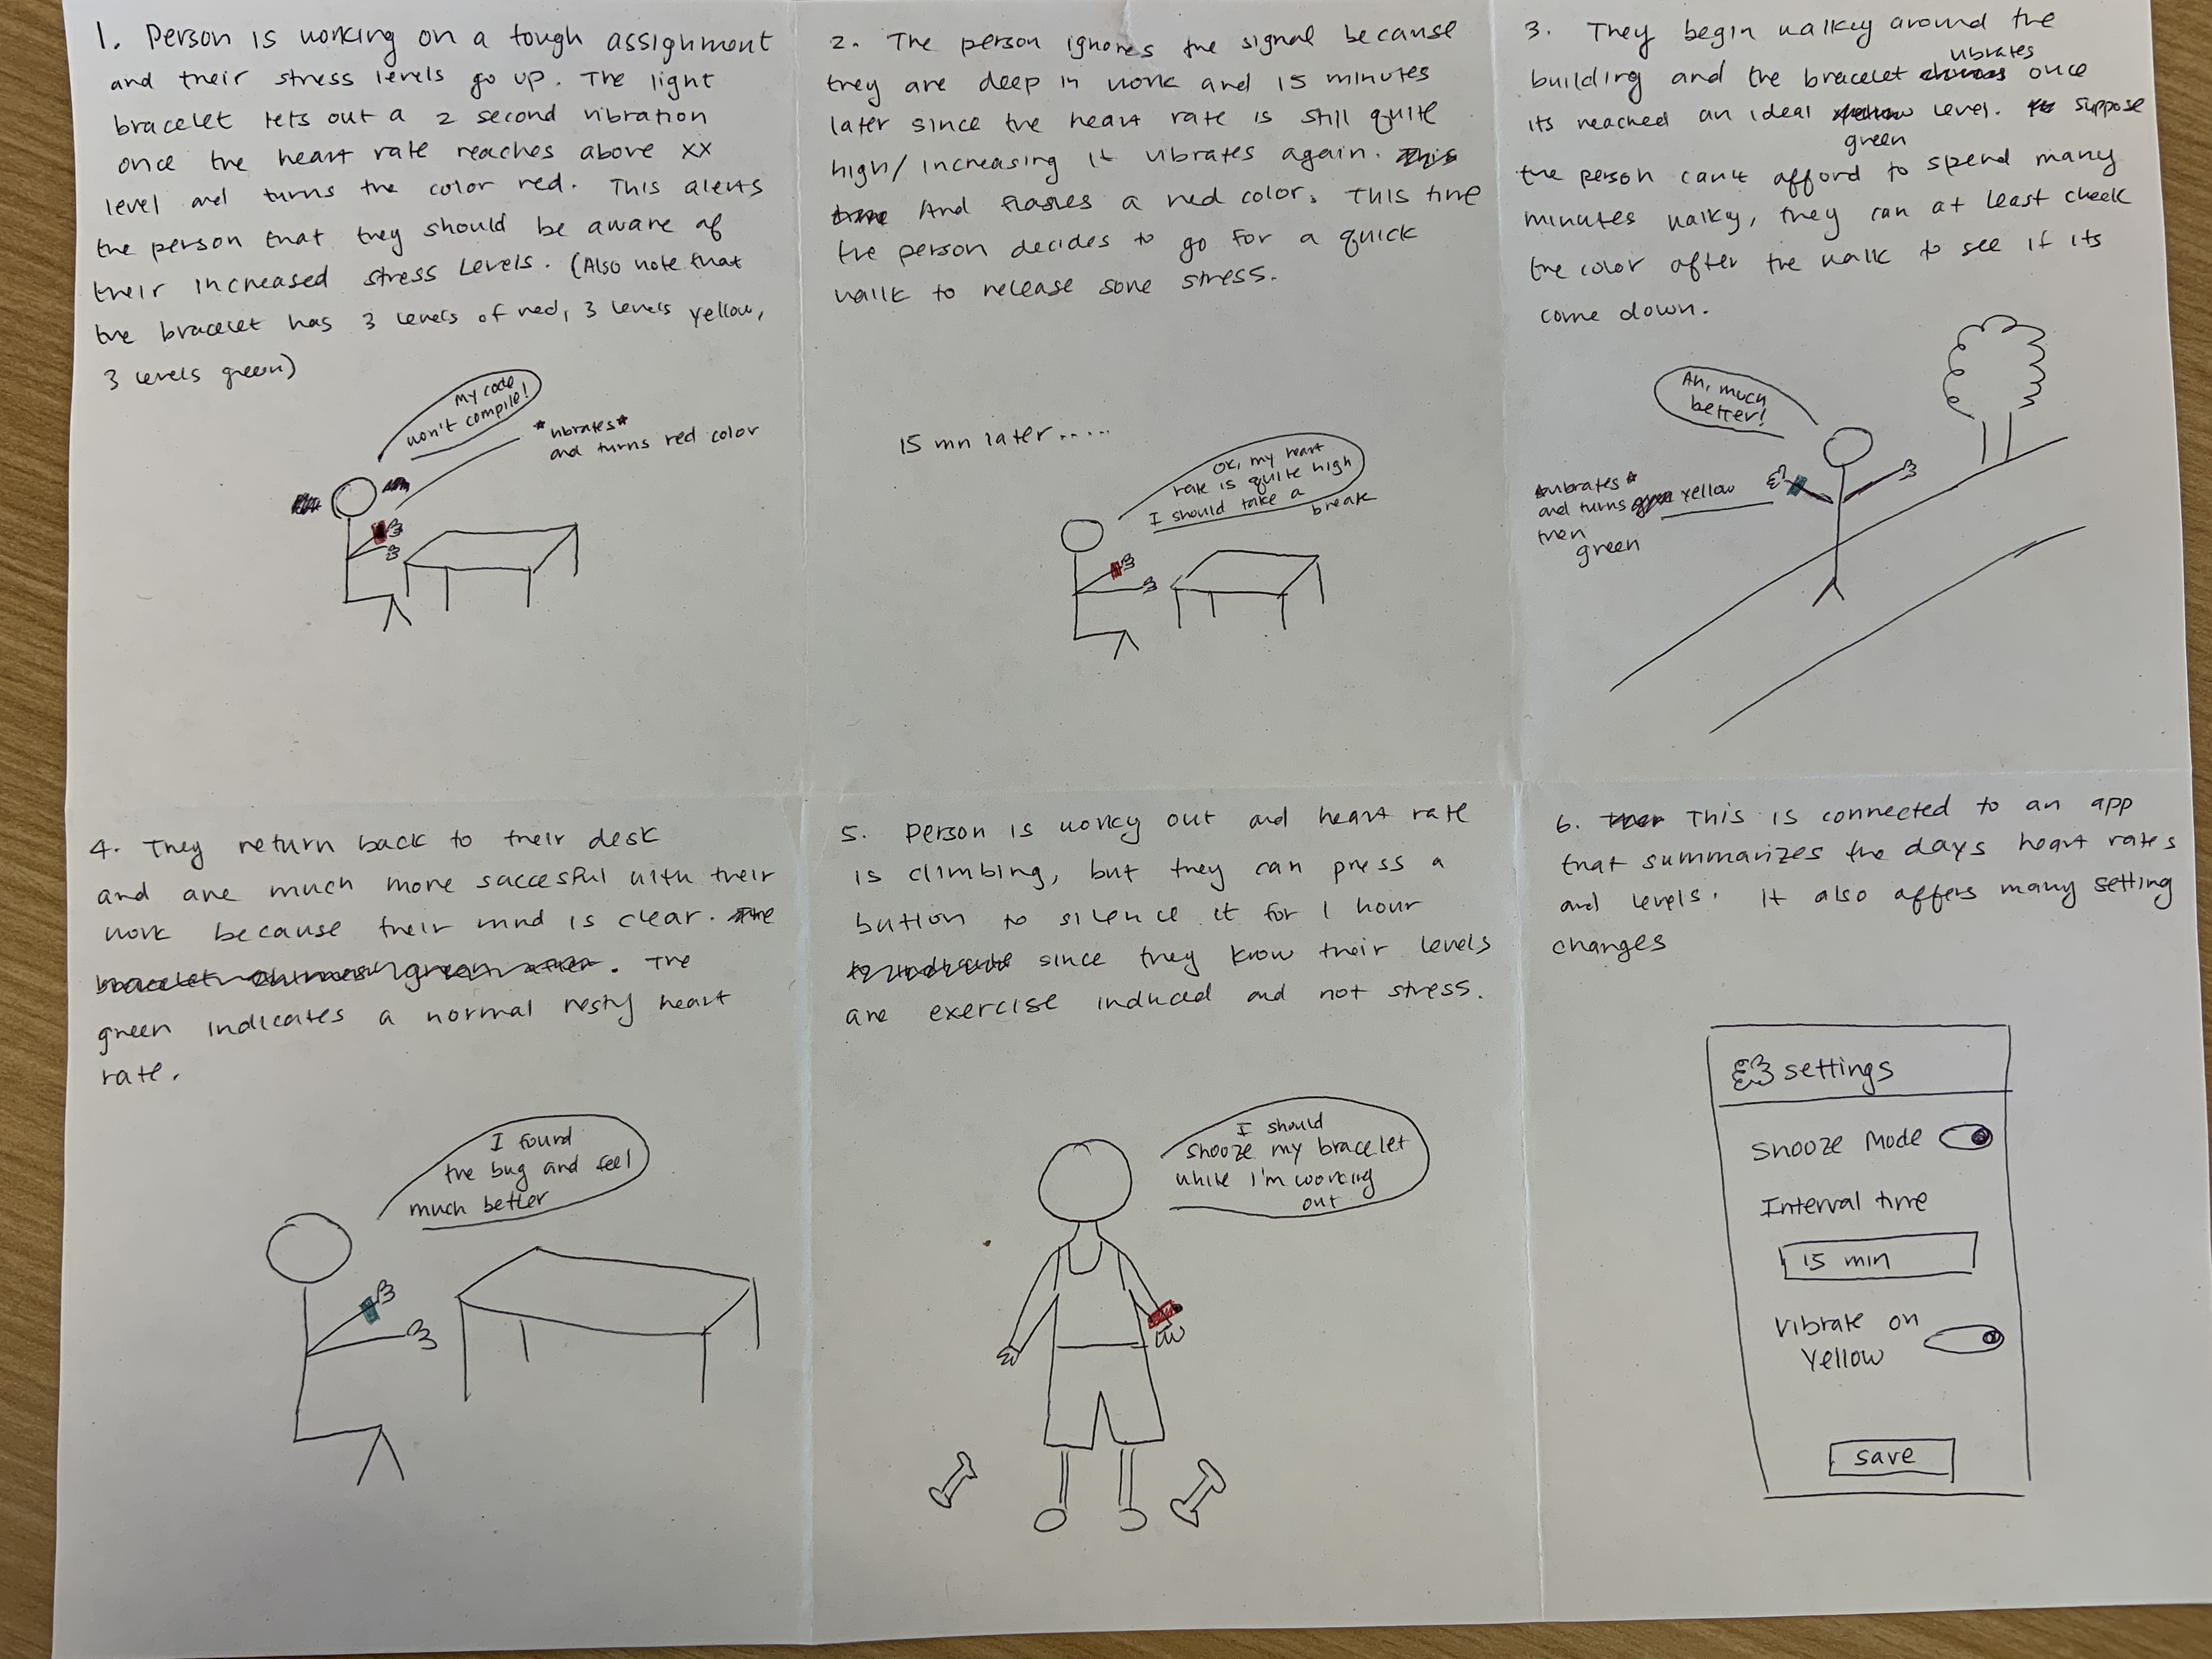 1. Person is working on a tough assignment
and their stress levels go up. The light
bracelet lets out a 2 second vibration
once the heart rate reaches above xx
level and turns the color red. This alerts
the person that they should be aware of
their increased stress levels. (Also note that
the bracelet has 3 levels of red, 3 levels yellow,
3 levels green)
My code
won't compile!
*vibrates*
and turns red color
2. The person ignores the signal because
they are deep in work and 15 minutes
later since the heart rate is still quite
high/increasing it vibrates again. This
time And flashes a red color. This time
the person decides to go for a quick
walk to release some stress.
15 mn later.....
OK, my heart
rate is quite high
I should take a
break
3. They begin walking around the
vibrates
building and the bracelet chimes once
its reached an ideal yellow level. Suppose
green
the person can't afford to spend many
minutes walking, they can at least check
the color after the walk to see if its
come down.
Ah, much
better!
*vibrates*
and turns green yellow
then
green
4. They return back to their desk
and are much more succesful with their
work because their mind is clear. The
bracelet chimes green after. The
green indicates a normal resting heart
rate.
I found
the bug and feel
much better
5. Person is working out and heart rate
is climbing, but they can press a
button to silence it for 1 hour
to indicate since they know their levels
are exercise induced and not stress.
I should
snooze my bracelet
while I'm working
out
6. This is connected to an app
that summarizes the days heart rates
and levels. It also offers many setting
changes
settings
Snooze Mode
Interval time
15 min
Vibrate on
Yellow
save